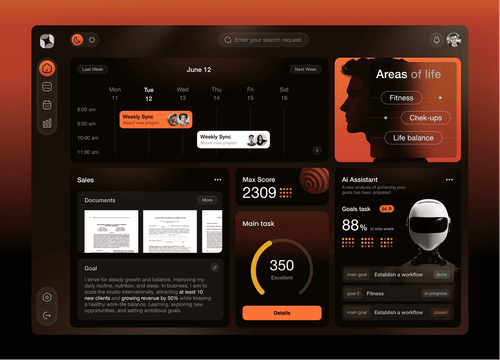 Enter your search request
Last Week
June 12
Next Week
Mon
11
Tue
12
Wed
13
Thu
14
Fri
15
Sat
16
8:00 am
9:00 am
10:00 am
11:00 am
Weekly Sync
About new project
Weekly Sync
About new project
Areas of life
Fitness
Chek-ups
Life balance
Sales
Documents
More
Goal
I strive for steady growth and balance, improving my
daily routine, nutrition, and sleep. In business, I aim to
scale the studio internationally, attracting at least 10
new clients and growing revenue by 50% while keeping
a healthy work-life balance. Learning, exploring new
opportunities, and setting ambitious goals.
Max Score
2309
Main task
350
Excellent
Details
Ai Assistant
A new analysis of achieving your
goals has been prepared
Goals task
24
88% in one week
main goal Establish a workflow done
goal 2 Fitness in progress
main goal Establish a workflow closed